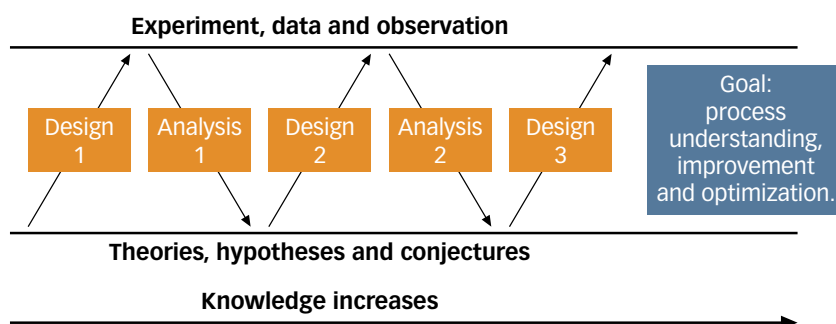 Experiment, data and observation
Design
1
Analysis
1
Design
2
Analysis
2
Design
3
Goal:
process
understanding,
improvement
and optimization.
Theories, hypotheses and conjectures
Knowledge increases